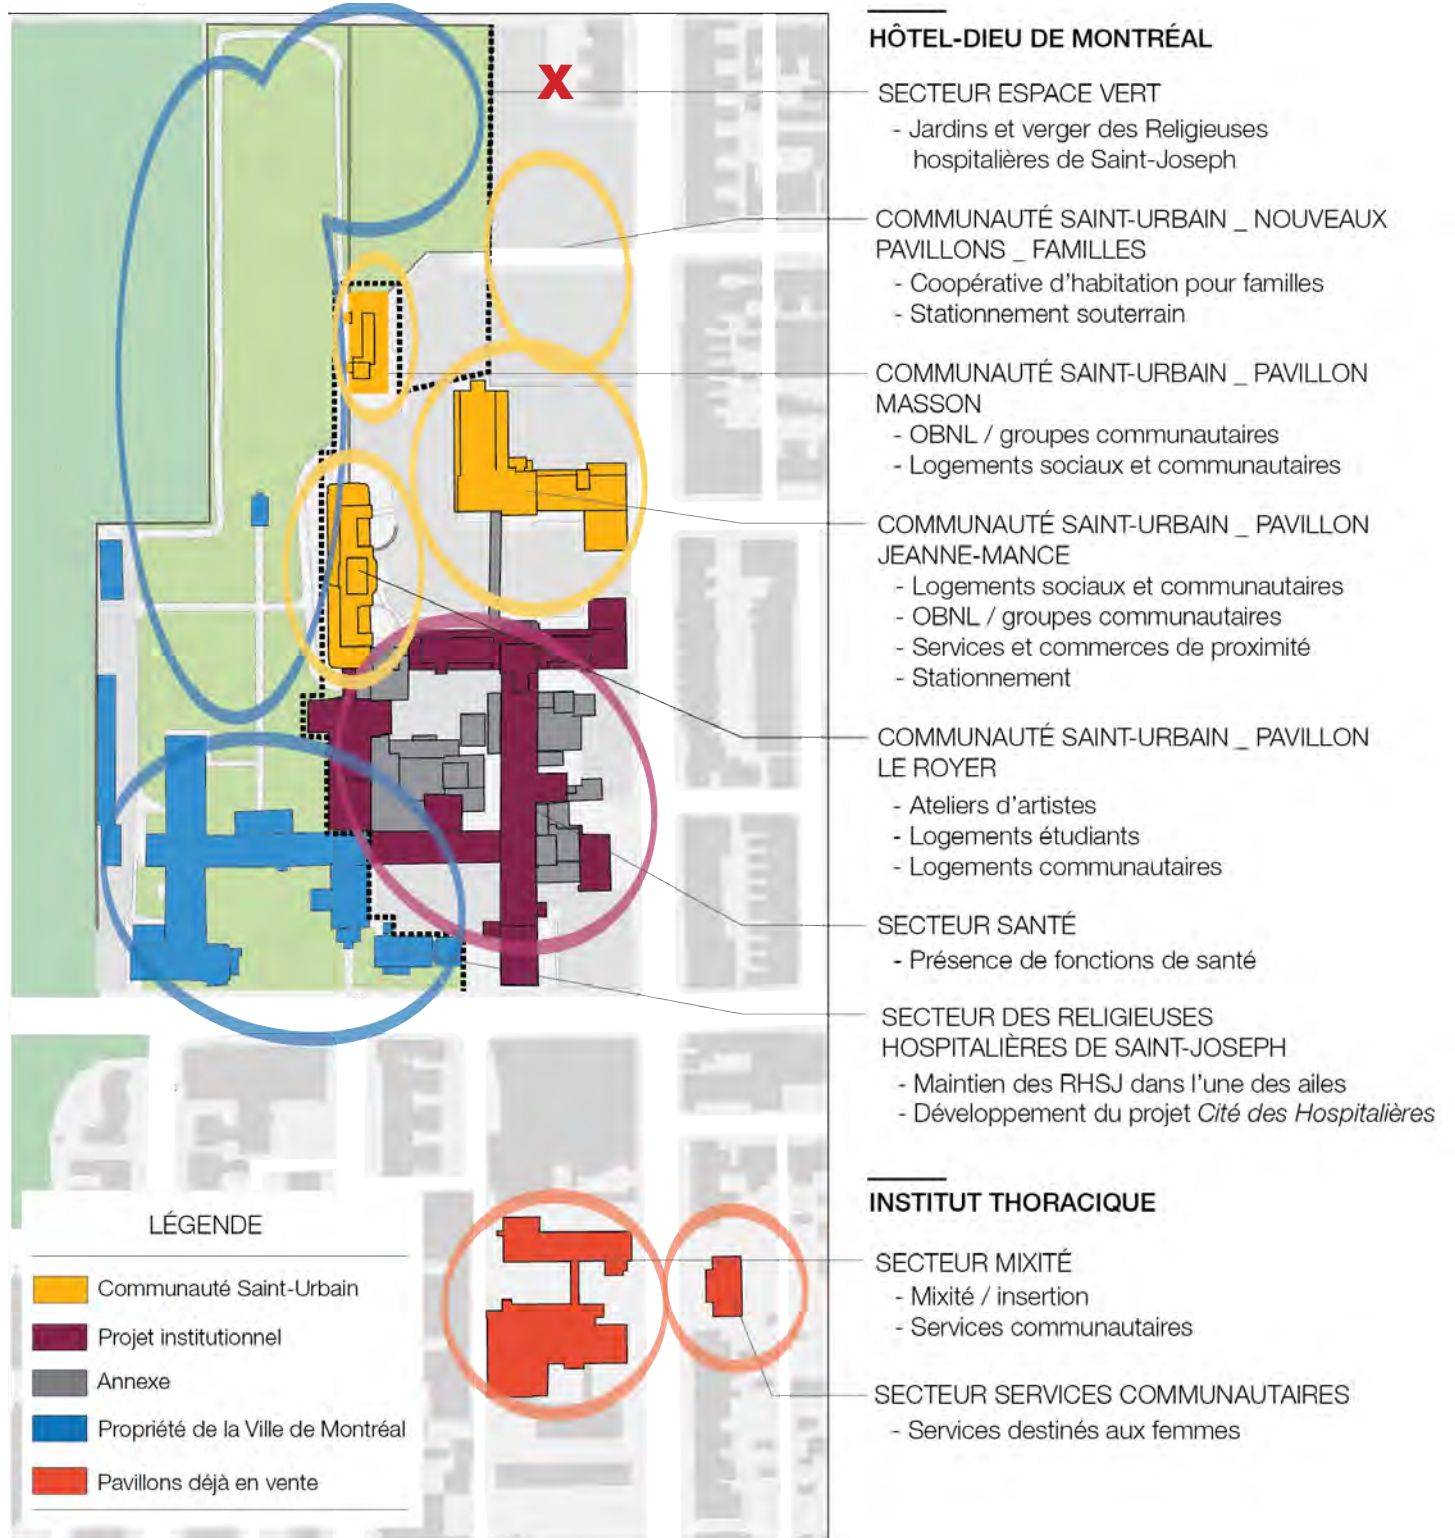 X
HÔTEL-DIEU DE MONTRÉAL
SECTEUR ESPACE VERT
- Jardins et verger des Religieuses
hospitalières de Saint-Joseph
COMMUNAUTÉ SAINT-URBAIN _ NOUVEAUX
PAVILLONS _ FAMILLES
- Coopérative d'habitation pour familles
- Stationnement souterrain
COMMUNAUTÉ SAINT-URBAIN _ PAVILLON
MASSON
- OBNL / groupes communautaires
- Logements sociaux et communautaires
COMMUNAUTÉ SAINT-URBAIN _ PAVILLON
JEANNE-MANCE
- Logements sociaux et communautaires
- OBNL / groupes communautaires
- Services et commerces de proximité
- Stationnement
COMMUNAUTÉ SAINT-URBAIN _ PAVILLON
LE ROYER
- Ateliers d'artistes
- Logements étudiants
- Logements communautaires
SECTEUR SANTÉ
- Présence de fonctions de santé
SECTEUR DES RELIGIEUSES
HOSPITALIÈRES DE SAINT-JOSEPH
- Maintien des RHSJ dans l'une des ailes
- Développement du projet Cité des Hospitalières
INSTITUT THORACIQUE
SECTEUR MIXITÉ
- Mixité / insertion
- Services communautaires
SECTEUR SERVICES COMMUNAUTAIRES
- Services destinés aux femmes
LÉGENDE
Communauté Saint-Urbain
Projet institutionnel
Annexe
Propriété de la Ville de Montréal
Pavillons déjà en vente